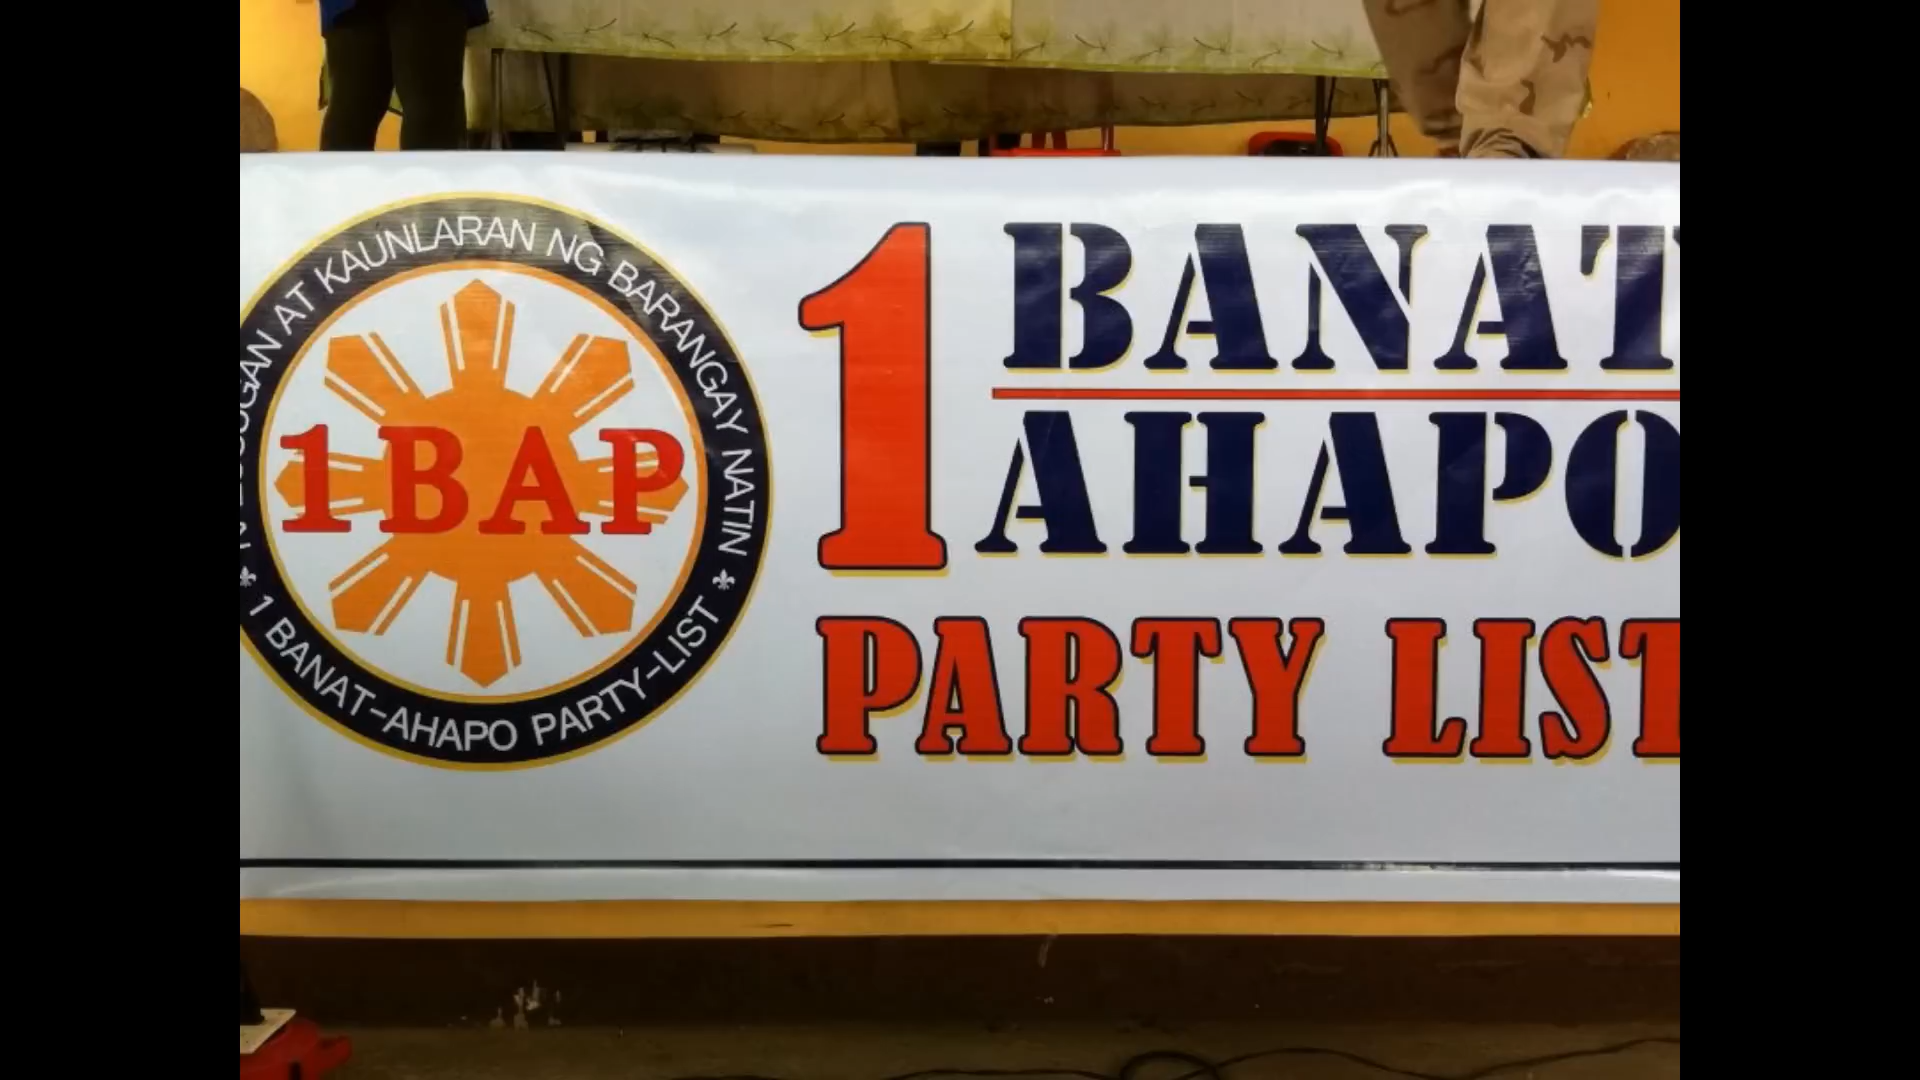 AT KAUNLARAN NG BARANGAY NATIN
1BAP
1 BANAT-AHAPO PARTY-LIST
1 BANAT
AHAPO
PARTY LIST